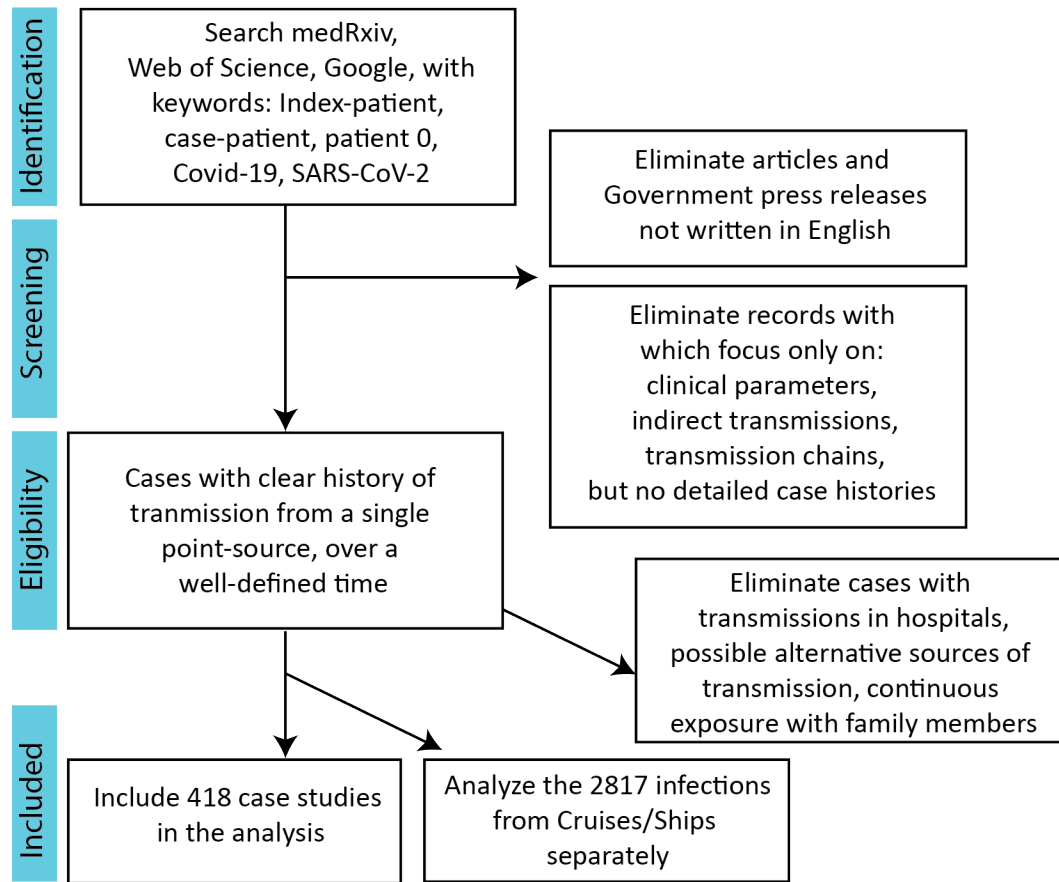 Identification
Search medRxiv,
Web of Science, Google, with
keywords: Index-patient,
case-patient, patient 0,
Covid-19, SARS-CoV-2
Screening
Eliminate articles and
Government press releases
not written in English
Eliminate records with
which focus only on:
clinical parameters,
indirect transmissions,
transmission chains,
but no detailed case histories
Eligibility
Cases with clear history of
tranmission from a single
point-source, over a
well-defined time
Eliminate cases with
transmissions in hospitals,
possible alternative sources of
transmission, continuous
exposure with family members
Included
Include 418 case studies
in the analysis
Analyze the 2817 infections
from Cruises/Ships
separately